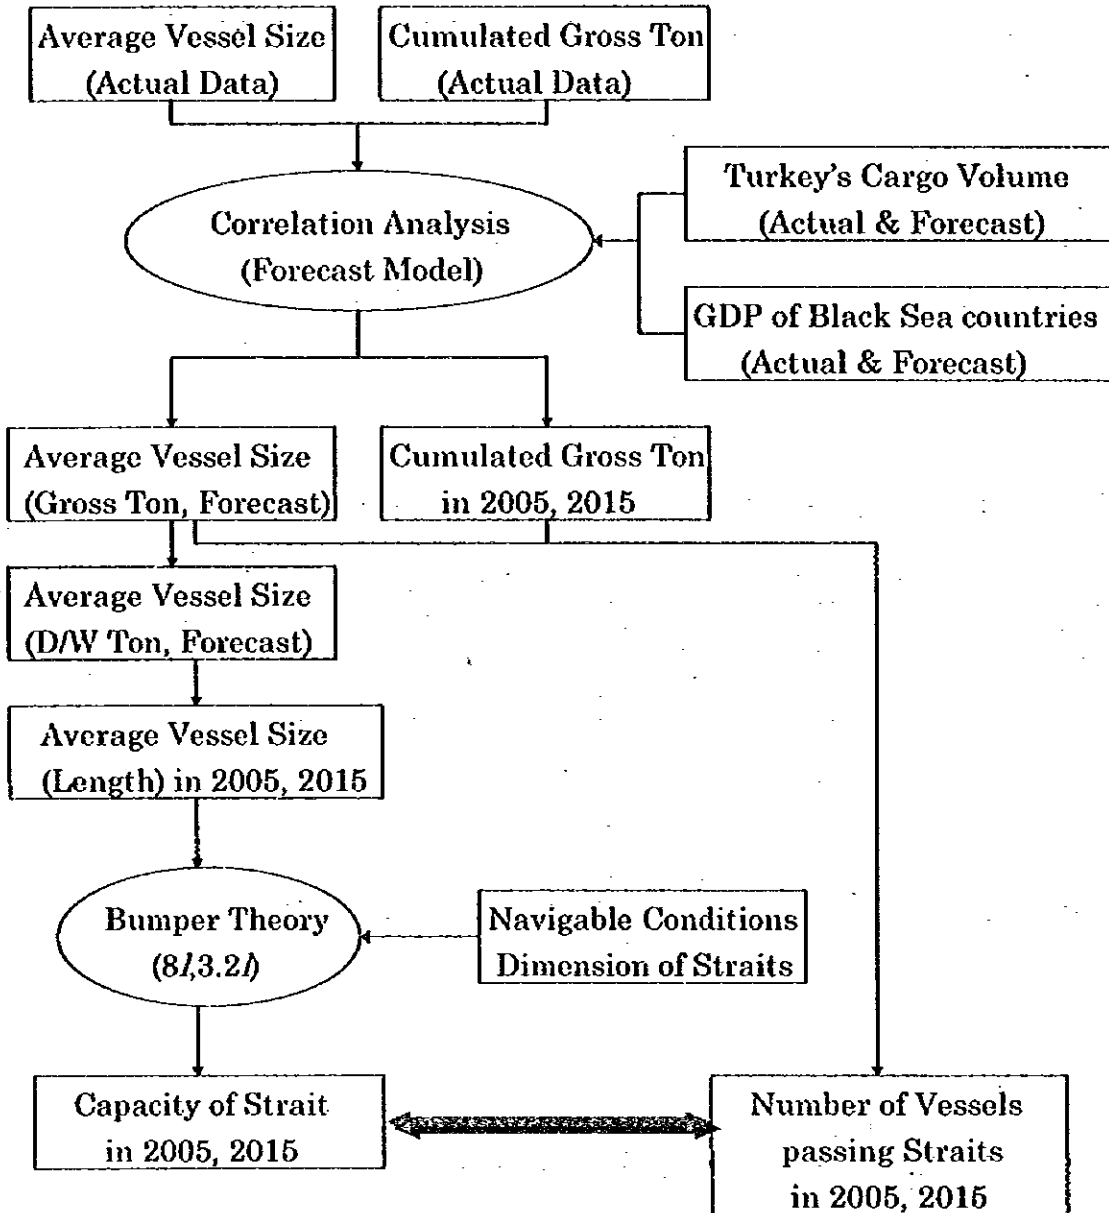 Average Vessel Size
(Actual Data)
Cumulated Gross Ton
(Actual Data)
Turkey's Cargo Volume
(Actual & Forecast)
Correlation Analysis
(Forecast Model)
GDP of Black Sea countries
(Actual & Forecast)
Average Vessel Size
(Gross Ton, Forecast)
Cumulated Gross Ton
in 2005, 2015
Average Vessel Size
(D/W Ton, Forecast)
Average Vessel Size
(Length) in 2005, 2015
Bumper Theory
(8l,3.2l)
Navigable Conditions
Dimension of Straits
Capacity of Strait
in 2005, 2015
Number of Vessels
passing Straits
in 2005, 2015